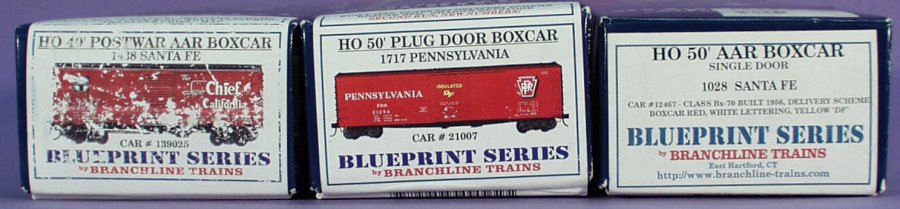 HO 40' POSTWAR AAR BOXCAR
1438 SANTA FE
The
Chief
California
CAR # 139025
BLUEPRINT SERIES
by BRANCHLINE TRAINS
SECOND RUN, NEW NUMBERS!
HO 50' PLUG DOOR BOXCAR
1717 PENNSYLVANIA
PENNSYLVANIA
PRR
INSULATED
DF
CAR # 21007
BLUEPRINT SERIES
by BRANCHLINE TRAINS
HO 50' AAR BOXCAR
SINGLE DOOR
1028 SANTA FE
CAR #12467 - CLASS Bx-70 BUILT 1956, DELIVERY SCHEME,
BOXCAR RED, WHITE LETTERING, YELLOW 'DF'
BLUEPRINT SERIES
by BRANCHLINE TRAINS
East Hartford, CT
http://www.branchline-trains.com